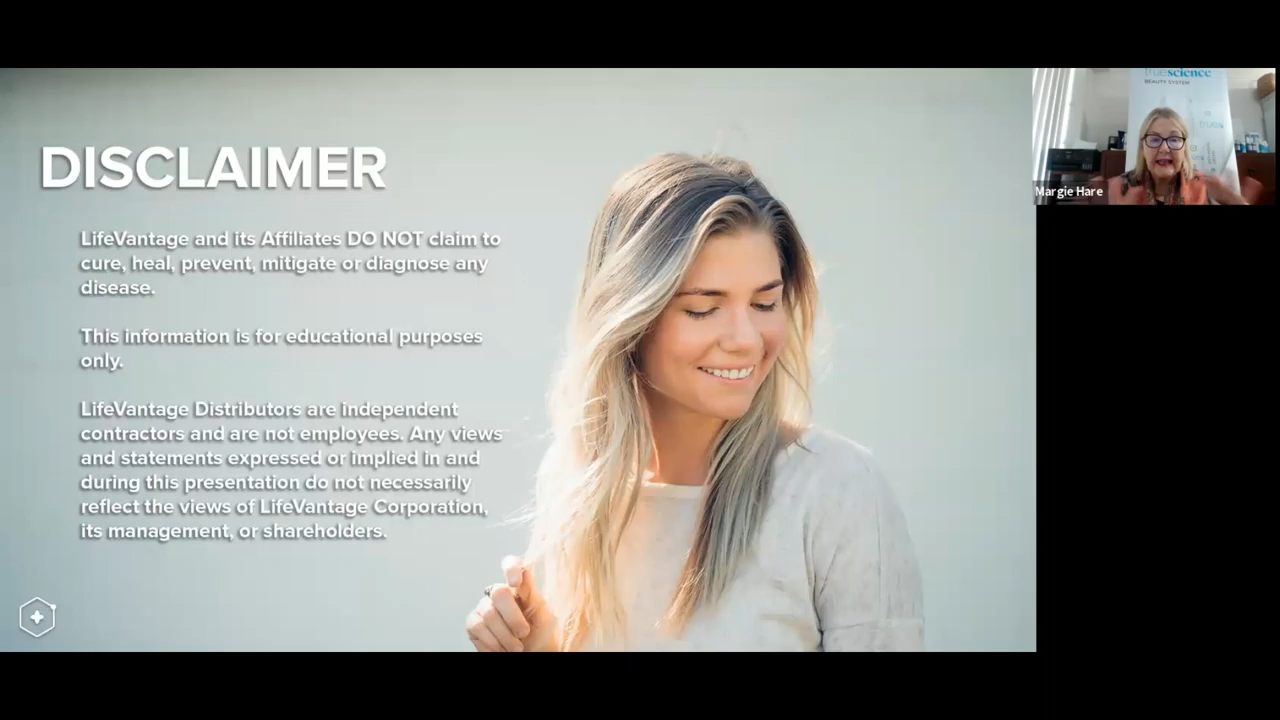 DISCLAIMER
LifeVantage and its Affiliates DO NOT claim to
cure, heal, prevent, mitigate or diagnose any
disease.
This information is for educational purposes
only.
LifeVantage Distributors are independent
contractors and are not employees. Any views
and statements expressed or implied in and
during this presentation do not necessarily
reflect the views of LifeVantage Corporation,
its management, or shareholders.
truescience
BEAUTY SYSTEM
Margie Hare